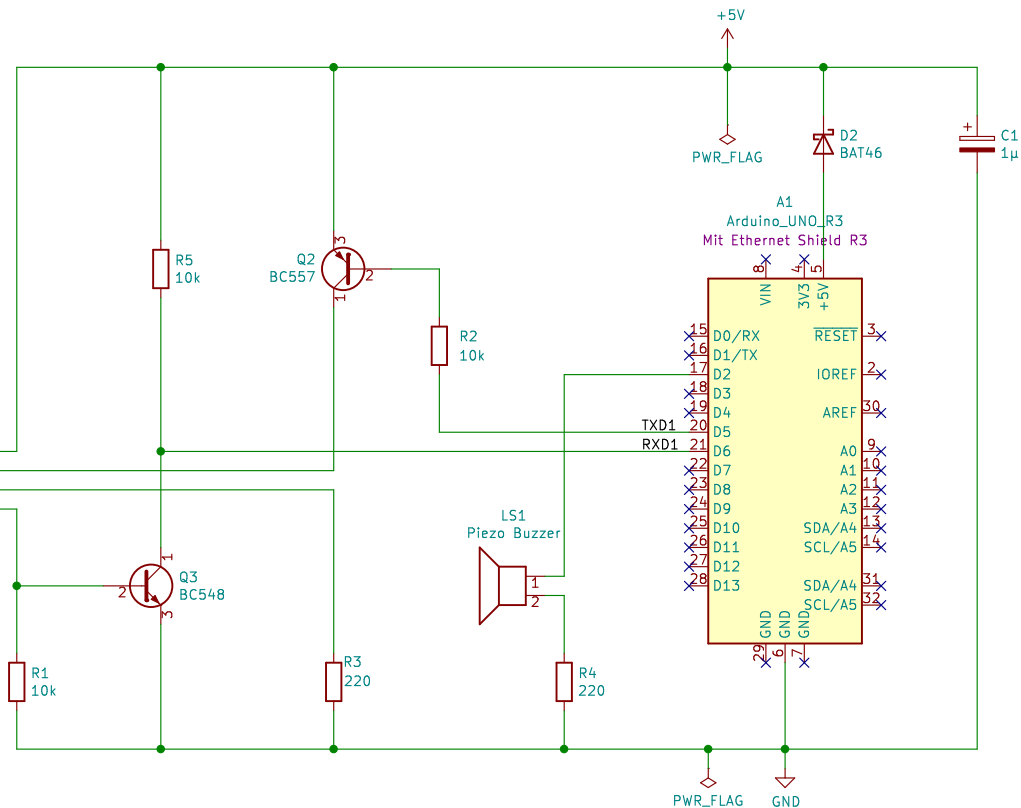 +5V
PWR_FLAG
D2
BAT46
C1
1µ
+
A1
Arduino_UNO_R3
Mit Ethernet Shield R3
R5
10k
Q2
BC557
3
2
1
R2
10k
8
4
5
VIN
3V3
+5V
15 D0/RX
16 D1/TX
17 D2
18 D3
19 D4
20 D5
21 D6
22 D7
23 D8
24 D9
25 D10
26 D11
27 D12
28 D13
RESET 3
IOREF 2
AREF 30
A0 9
A1 10
A2 11
A3 12
SDA/A4 13
SCL/A5 14
SDA/A4 31
SCL/A5 32
GND
GND
GND
29
6
7
TXD1
RXD1
LS1
Piezo Buzzer
1
2
Q3
BC548
1
2
3
R1
10k
R3
220
R4
220
PWR_FLAG
GND